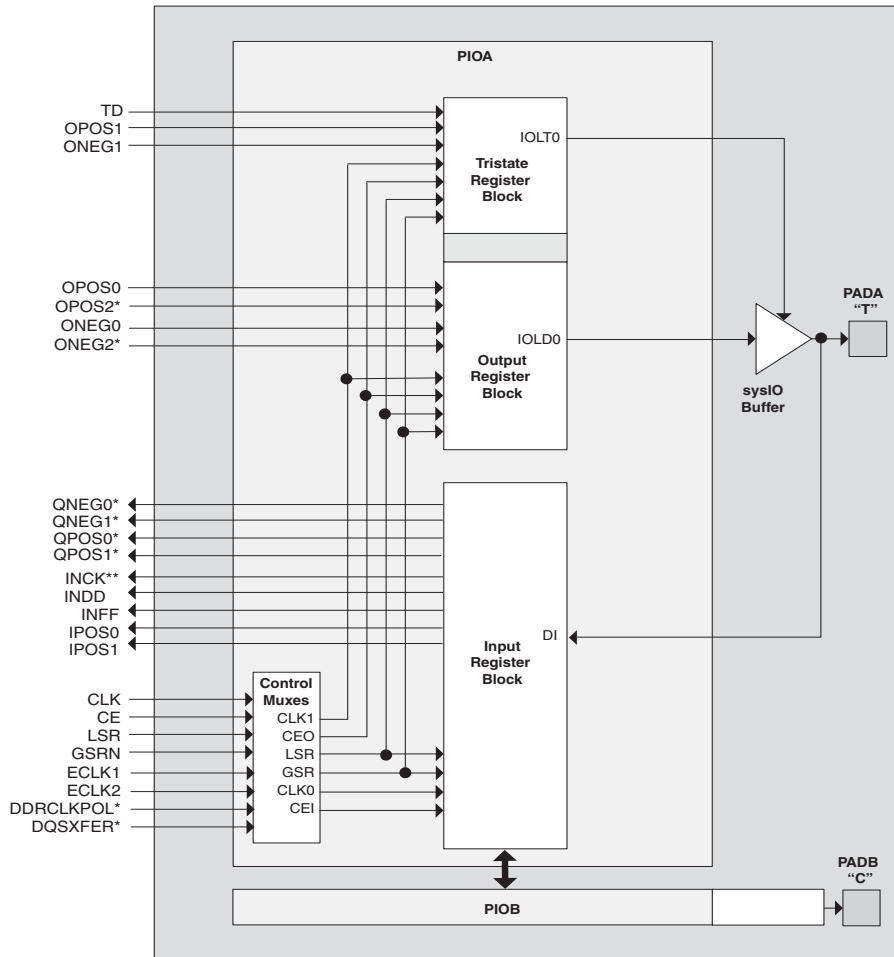 PIOA
TD
OPOS1
ONEG1
IOLT0
Tristate
Register
Block
OPOS0
OPOS2*
ONEG0
ONEG2*
IOLD0
Output
Register
Block
PADA
“T”
sysIO
Buffer
QNEG0*
QNEG1*
QPOS0*
QPOS1*
INCK**
INDD
INFF
IPOS0
IPOS1
DI
Input
Register
Block
Control
Muxes
CLK
CE
LSR
GSRN
ECLK1
ECLK2
DDRCLKPOL*
DQSXFER*
CLK1
CEO
LSR
GSR
CLK0
CEI
PADB
“C”
PIOB